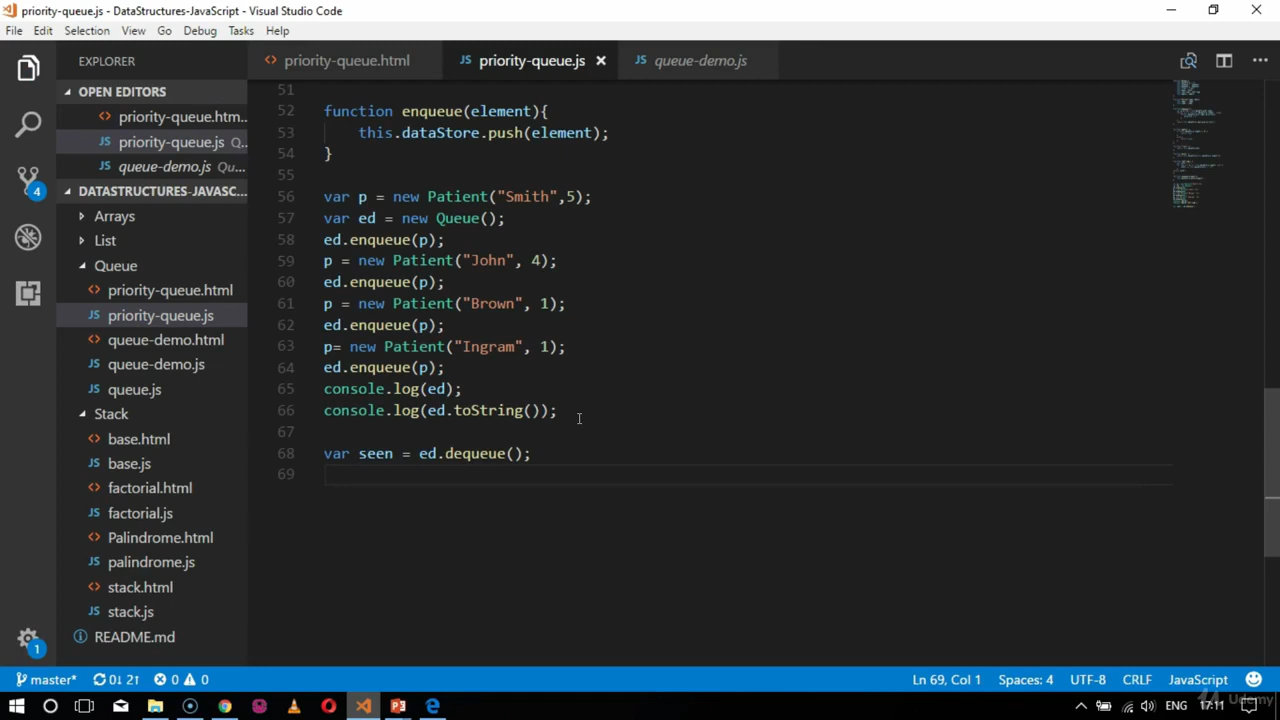 priority-queue.js - DataStructures-JavaScript - Visual Studio Code
File Edit Selection View Go Debug Tasks Help
EXPLORER
priority-queue.html
priority-queue.js
queue-demo.js
OPEN EDITORS
priority-queue.htm...
priority-queue.js Q...
queue-demo.js Qu...
DATASTRUCTURES-JAVASC...
Arrays
List
Queue
priority-queue.html
priority-queue.js
queue-demo.html
queue-demo.js
queue.js
Stack
base.html
base.js
factorial.html
factorial.js
Palindrome.html
palindrome.js
stack.html
stack.js
README.md
4
1
51
52 function enqueue(element){
53 this.dataStore.push(element);
54 }
55
56 var p = new Patient("Smith",5);
57 var ed = new Queue();
58 ed.enqueue(p);
59 p = new Patient("John", 4);
60 ed.enqueue(p);
61 p = new Patient("Brown", 1);
62 ed.enqueue(p);
63 p= new Patient("Ingram", 1);
64 ed.enqueue(p);
65 console.log(ed);
66 console.log(ed.toString());
67
68 var seen = ed.dequeue();
69
master* 0↓ 2↑ 0 0 Ln 69, Col 1 Spaces: 4 UTF-8 CRLF JavaScript
ENG 17:11
Udemy